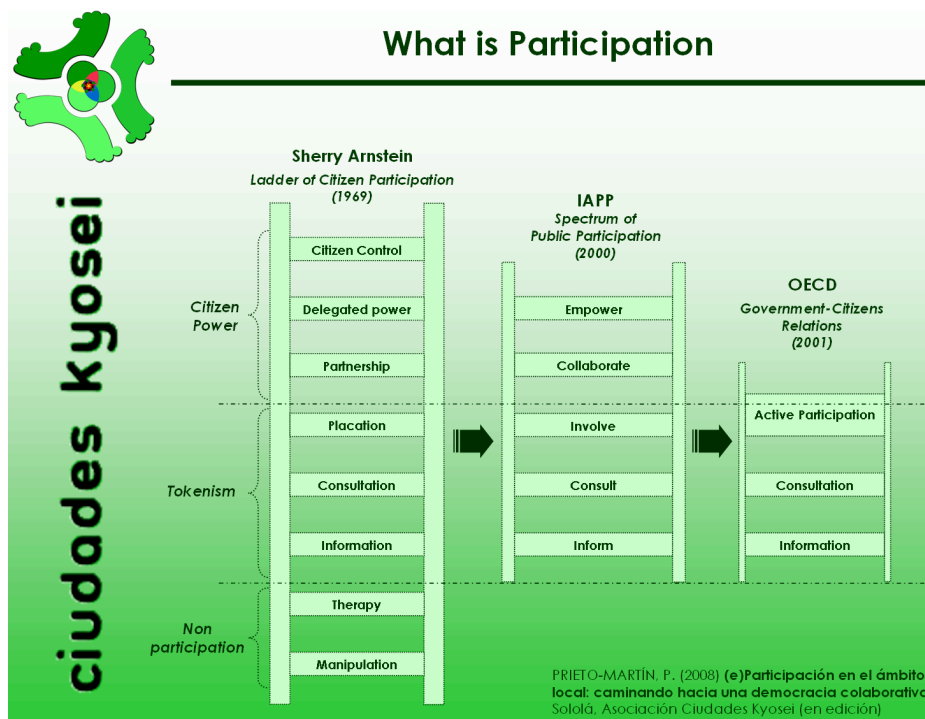 What is Participation
ciudades kyosei
Sherry Arnstein
Ladder of Citizen Participation
(1969)
Citizen
Power
Tokenism
Non
participation
Citizen Control
Delegated power
Partnership
Placation
Consultation
Information
Therapy
Manipulation
IAPP
Spectrum of
Public Participation
(2000)
Empower
Collaborate
Involve
Consult
Inform
OECD
Government-Citizens
Relations
(2001)
Active Participation
Consultation
Information
PRIETO-MARTÍN, P. (2008) (e)Participación en el ámbito
local: caminando hacia una democracia colaborativa
Sololá, Asociación Ciudades Kyosei (en edición)